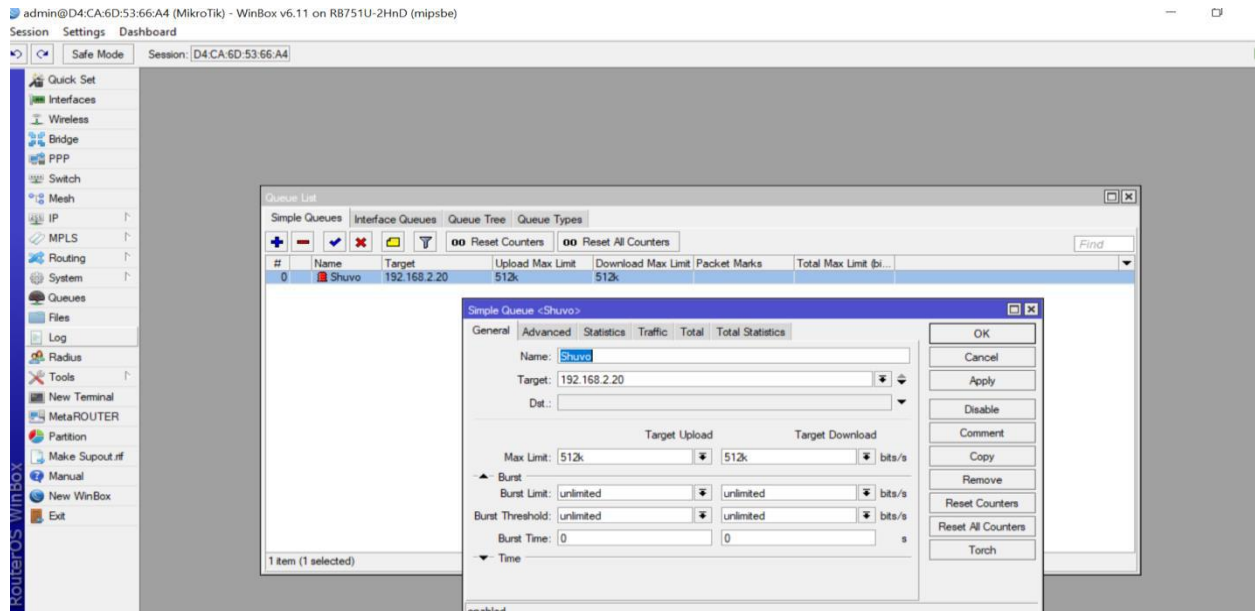 admin@D4:CA:6D:53:66:A4 (MikroTik) - WinBox v6.11 on RB751U-2HnD (mipsbe)
Session Settings Dashboard
Safe Mode Session: D4:CA:6D:53:66:A4
Quick Set
Interfaces
Wireless
Bridge
PPP
Switch
Mesh
IP
MPLS
Routing
System
Queues
Files
Log
Radius
Tools
New Terminal
MetaROUTER
Partition
Make Supout.rif
Manual
New WinBox
Exit
RouterOS WinBox
Queue List
Simple Queues Interface Queues Queue Tree Queue Types
00 Reset Counters 00 Reset All Counters Find
# Name Target Upload Max Limit Download Max Limit Packet Marks Total Max Limit (bi...
0 Shuvo 192.168.2.20 512k 512k
1 item (1 selected)
Simple Queue <Shuvo>
General Advanced Statistics Traffic Total Total Statistics
Name: Shuvo
Target: 192.168.2.20
Dst.:
Target Upload Target Download
Max Limit: 512k 512k bits/s
Burst
Burst Limit: unlimited unlimited bits/s
Burst Threshold: unlimited unlimited bits/s
Burst Time: 0 0 s
Time
enabled
OK
Cancel
Apply
Disable
Comment
Copy
Remove
Reset Counters
Reset All Counters
Torch